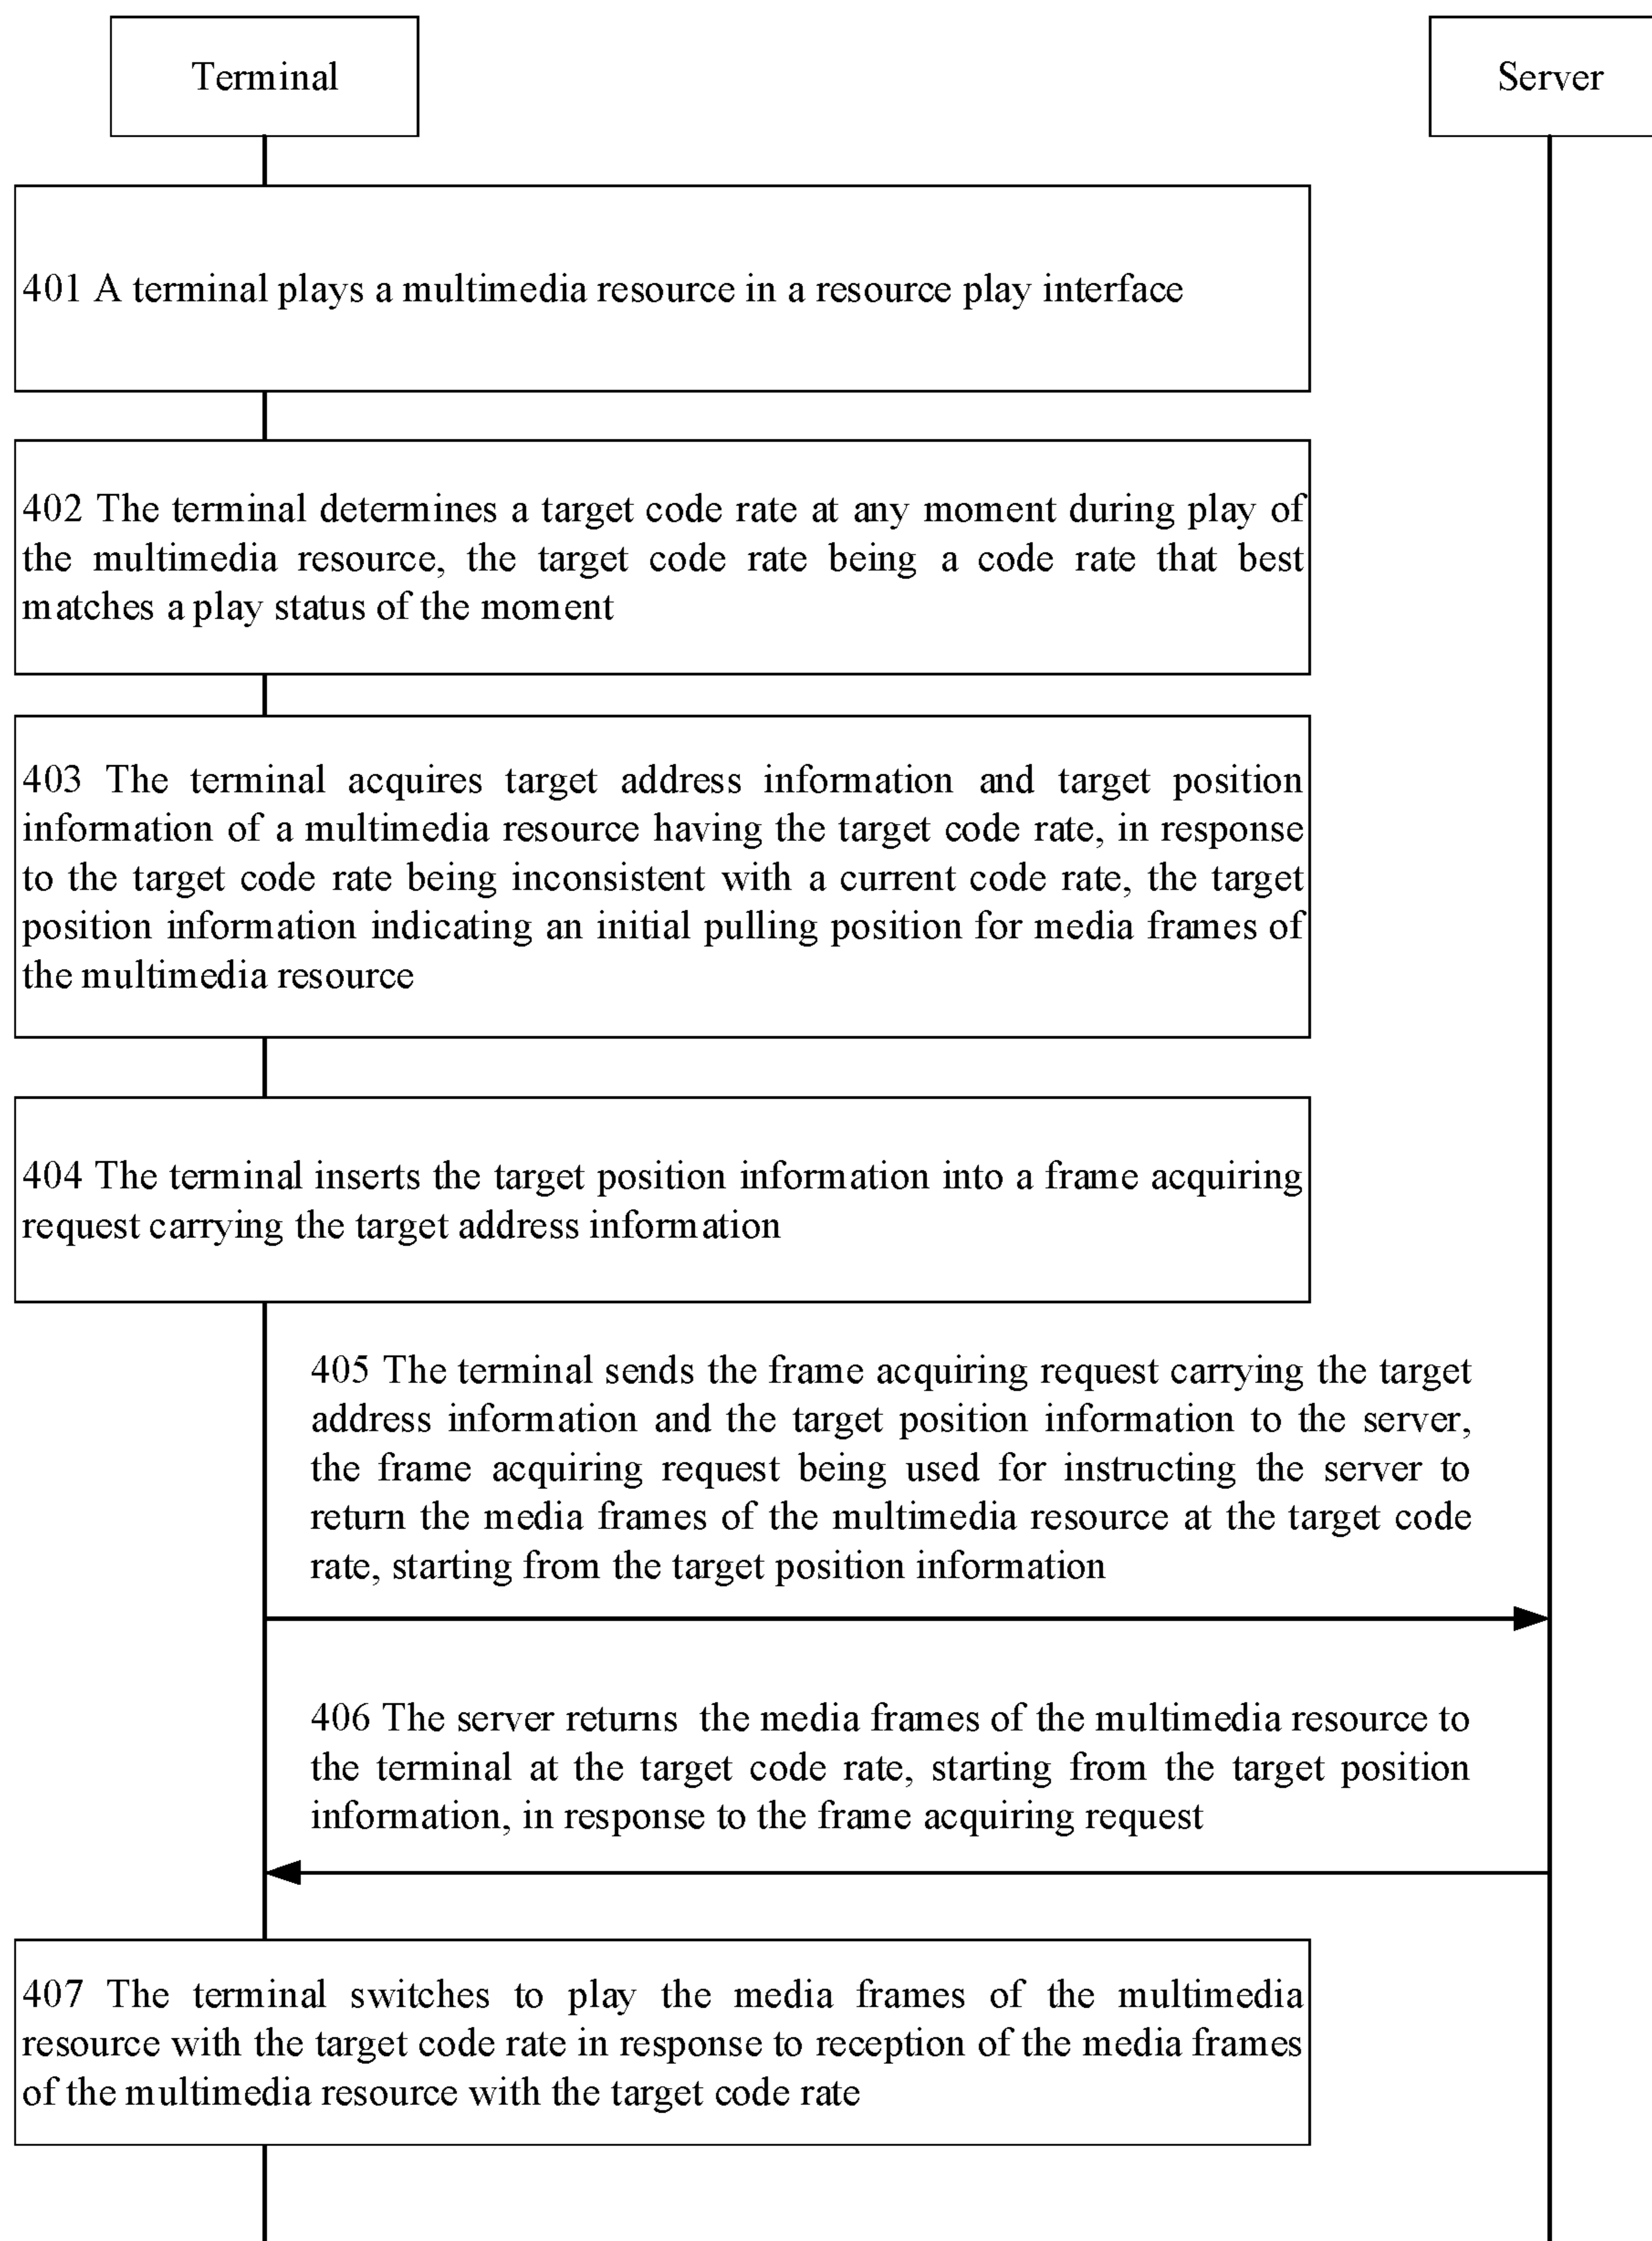 Terminal
Server
401 A terminal plays a multimedia resource in a resource play interface
402 The terminal determines a target code rate at any moment during play of
the multimedia resource, the target code rate being a code rate that best
matches a play status of the moment
403 The terminal acquires target address information and target position
information of a multimedia resource having the target code rate, in response
to the target code rate being inconsistent with a current code rate, the target
position information indicating an initial pulling position for media frames of
the multimedia resource
404 The terminal inserts the target position information into a frame acquiring
request carrying the target address information
405 The terminal sends the frame acquiring request carrying the target
address information and the target position information to the server,
the frame acquiring request being used for instructing the server to
return the media frames of the multimedia resource at the target code
rate, starting from the target position information
406 The server returns the media frames of the multimedia resource to
the terminal at the target code rate, starting from the target position
information, in response to the frame acquiring request
407 The terminal switches to play the media frames of the multimedia
resource with the target code rate in response to reception of the media frames
of the multimedia resource with the target code rate